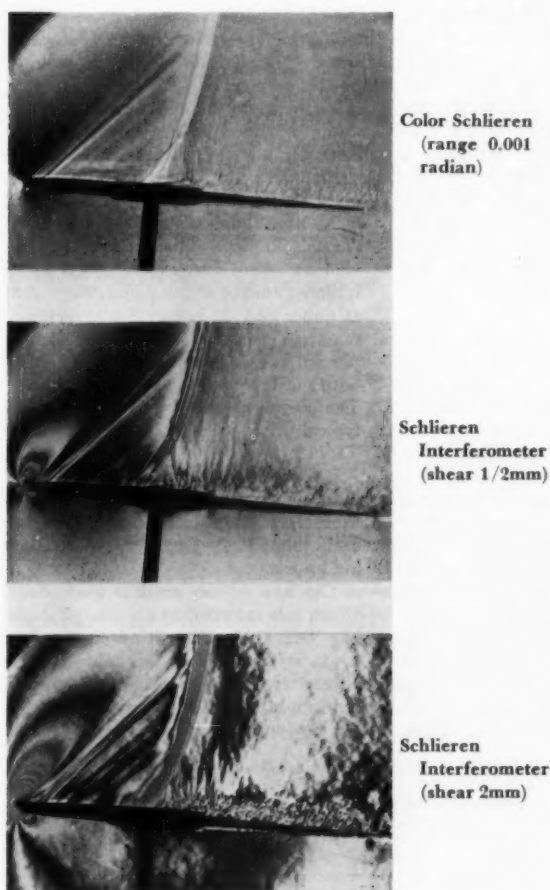 Color Schlieren
(range 0.001
radian)
Schlieren
Interferometer
(shear 1/2mm)
Schlieren
Interferometer
(shear 2mm)